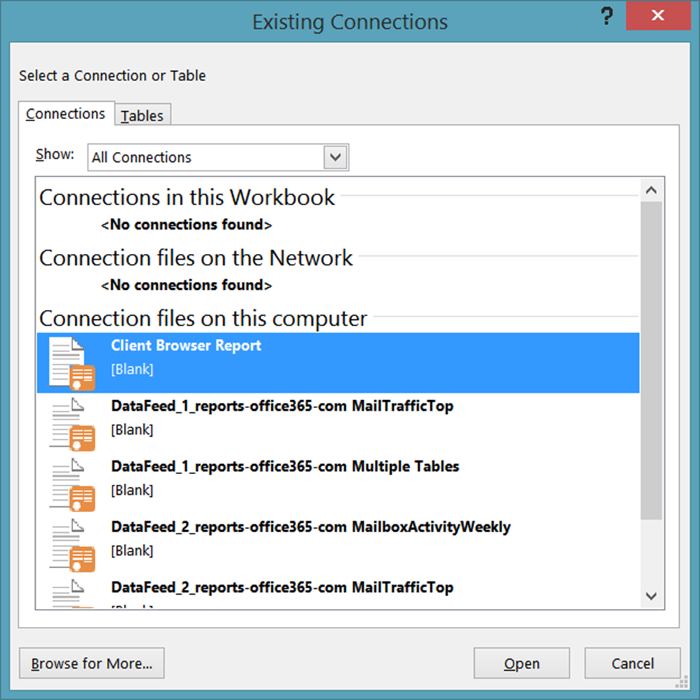 Existing Connections
?
Select a Connection or Table
Connections
Tables
Show:
All Connections
Connections in this Workbook
<No connections found>
Connection files on the Network
<No connections found>
Connection files on this computer
Client Browser Report
[Blank]
DataFeed_1_reports-office365-com MailTrafficTop
[Blank]
DataFeed_1_reports-office365-com Multiple Tables
[Blank]
DataFeed_2_reports-office365-com MailboxActivityWeekly
[Blank]
DataFeed_2_reports-office365-com MailTrafficTop
Browse for More...
Open
Cancel